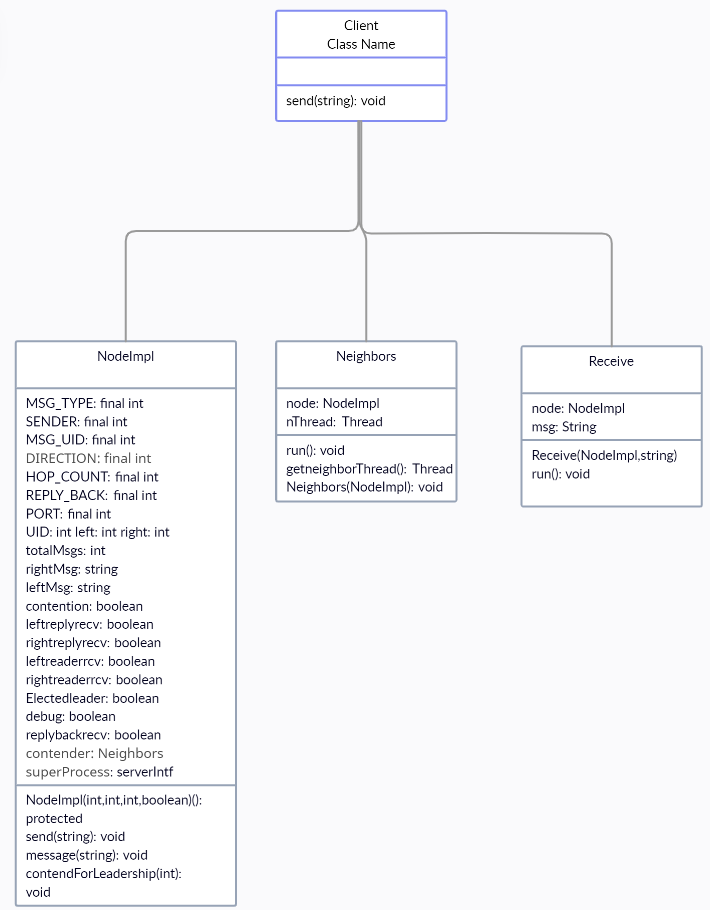 Client
Class Name
send(string): void
NodeImpl
MSG_TYPE: final int
SENDER: final int
MSG_UID: final int
DIRECTION: final int
HOP_COUNT: final int
REPLY_BACK: final int
PORT: final int
UID: int left: int right: int
totalMsgs: int
rightMsg: string
leftMsg: string
contention: boolean
leftreplyrecv: boolean
rightreplyrecv: boolean
leftreaderrcv: boolean
rightreaderrcv: boolean
Electedleader: boolean
debug: boolean
replybackrecv: boolean
contender: Neighbors
superProcess: serverIntf
NodeImpl(int,int,int,boolean)():
protected
send(string): void
message(string): void
contendForLeadership(int):
void
Neighbors
node: NodeImpl
nThread: Thread
run(): void
getneighborThread(): Thread
Neighbors(NodeImpl): void
Receive
node: NodeImpl
msg: String
Receive(NodeImpl,string)
run(): void